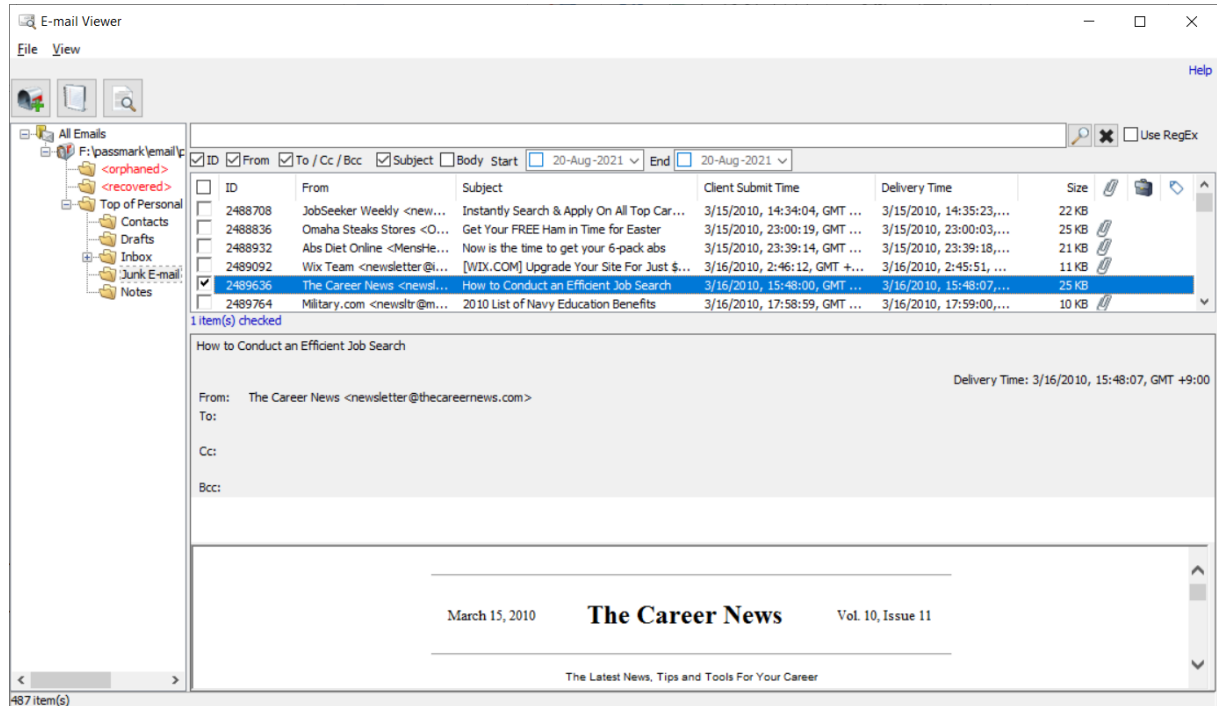 E-mail Viewer
File View
Help
All Emails
F:\passmark\email\p
<orphaned>
<recovered>
Top of Personal
Contacts
Drafts
Inbox
Junk E-mail
Notes
Use RegEx
ID From To / Cc / Bcc Subject Body Start 20-Aug-2021 End 20-Aug-2021
ID From Subject Client Submit Time Delivery Time Size
2488708 JobSeeker Weekly <new... Instantly Search & Apply On All Top Car... 3/15/2010, 14:34:04, GMT ... 3/15/2010, 14:35:23,... 22 KB
2488836 Omaha Steaks Stores <O... Get Your FREE Ham in Time for Easter 3/15/2010, 23:00:19, GMT ... 3/15/2010, 23:00:03,... 25 KB
2488932 Abs Diet Online <MensHe... Now is the time to get your 6-pack abs 3/15/2010, 23:39:14, GMT ... 3/15/2010, 23:39:18,... 21 KB
2489092 Wix Team <newsletter@i... [WIX.COM] Upgrade Your Site For Just $... 3/16/2010, 2:46:12, GMT +... 3/16/2010, 2:45:51, ... 11 KB
2489636 The Career News <newsl... How to Conduct an Efficient Job Search 3/16/2010, 15:48:00, GMT ... 3/16/2010, 15:48:07,... 25 KB
2489764 Military.com <newsltr@m... 2010 List of Navy Education Benefits 3/16/2010, 17:58:59, GMT ... 3/16/2010, 17:59:00,... 10 KB
1 item(s) checked
How to Conduct an Efficient Job Search
Delivery Time: 3/16/2010, 15:48:07, GMT +9:00
From: The Career News <newsletter@thecareernews.com>
To:
Cc:
Bcc:
March 15, 2010 The Career News Vol. 10, Issue 11
The Latest News, Tips and Tools For Your Career
487 item(s)